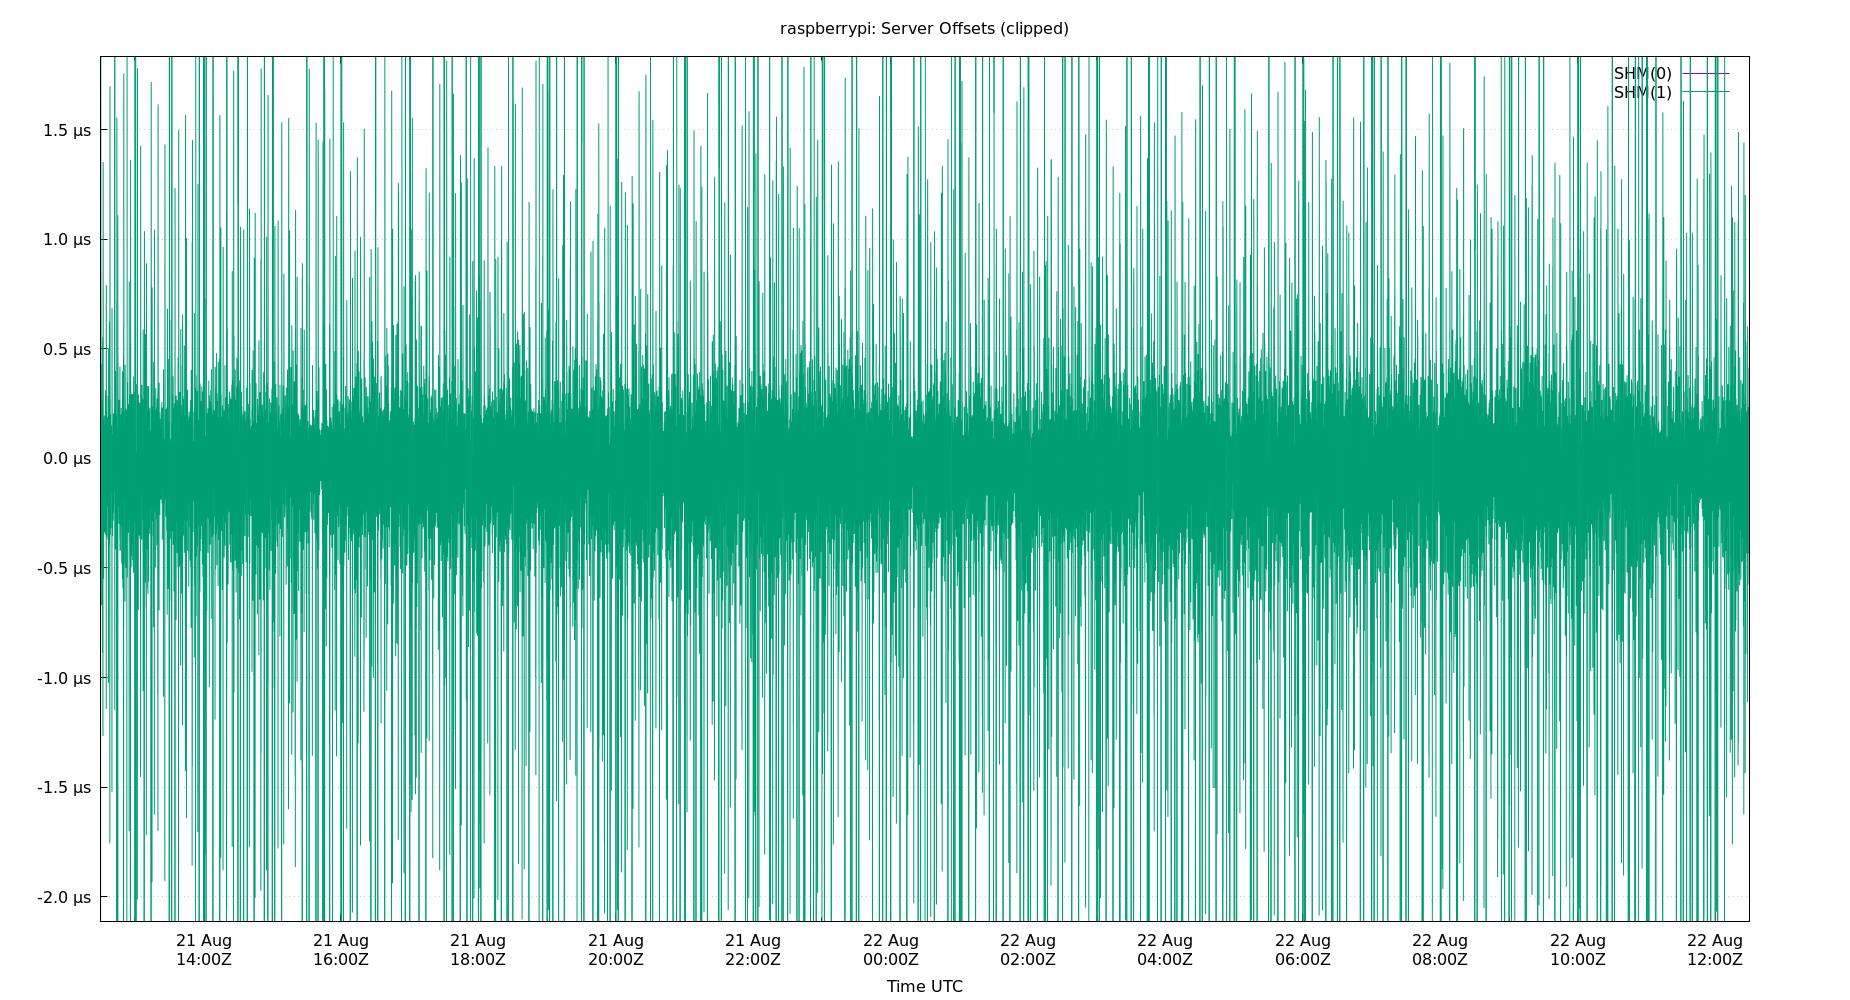 raspberrypi: Server Offsets (clipped)
SHM(0)
SHM(1)
1.5 µs
1.0 µs
0.5 µs
0.0 µs
-0.5 µs
-1.0 µs
-1.5 µs
-2.0 µs
21 Aug 21 Aug 21 Aug 21 Aug 21 Aug 22 Aug 22 Aug 22 Aug 22 Aug 22 Aug 22 Aug 22 Aug
14:00Z 16:00Z 18:00Z 20:00Z 22:00Z 00:00Z 02:00Z 04:00Z 06:00Z 08:00Z 10:00Z 12:00Z
Time UTC